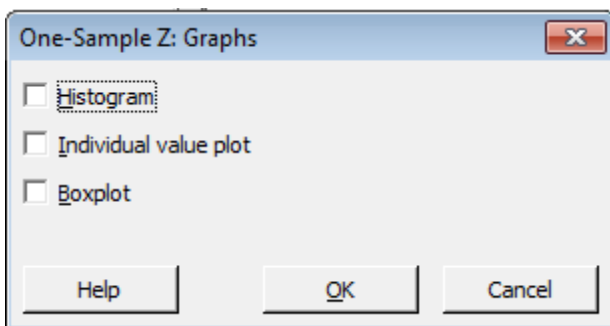 One-Sample Z: Graphs
Histogram
Individual value plot
Boxplot
Help OK Cancel